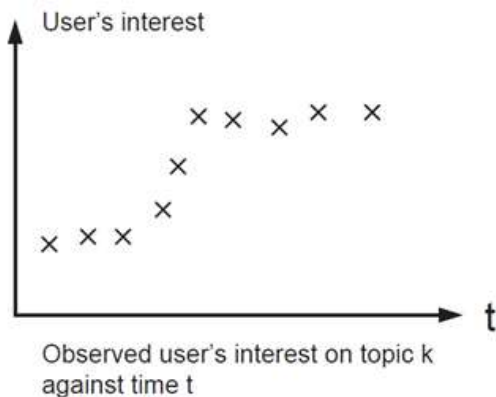 User's interest
t
Observed user's interest on topic k
against time t